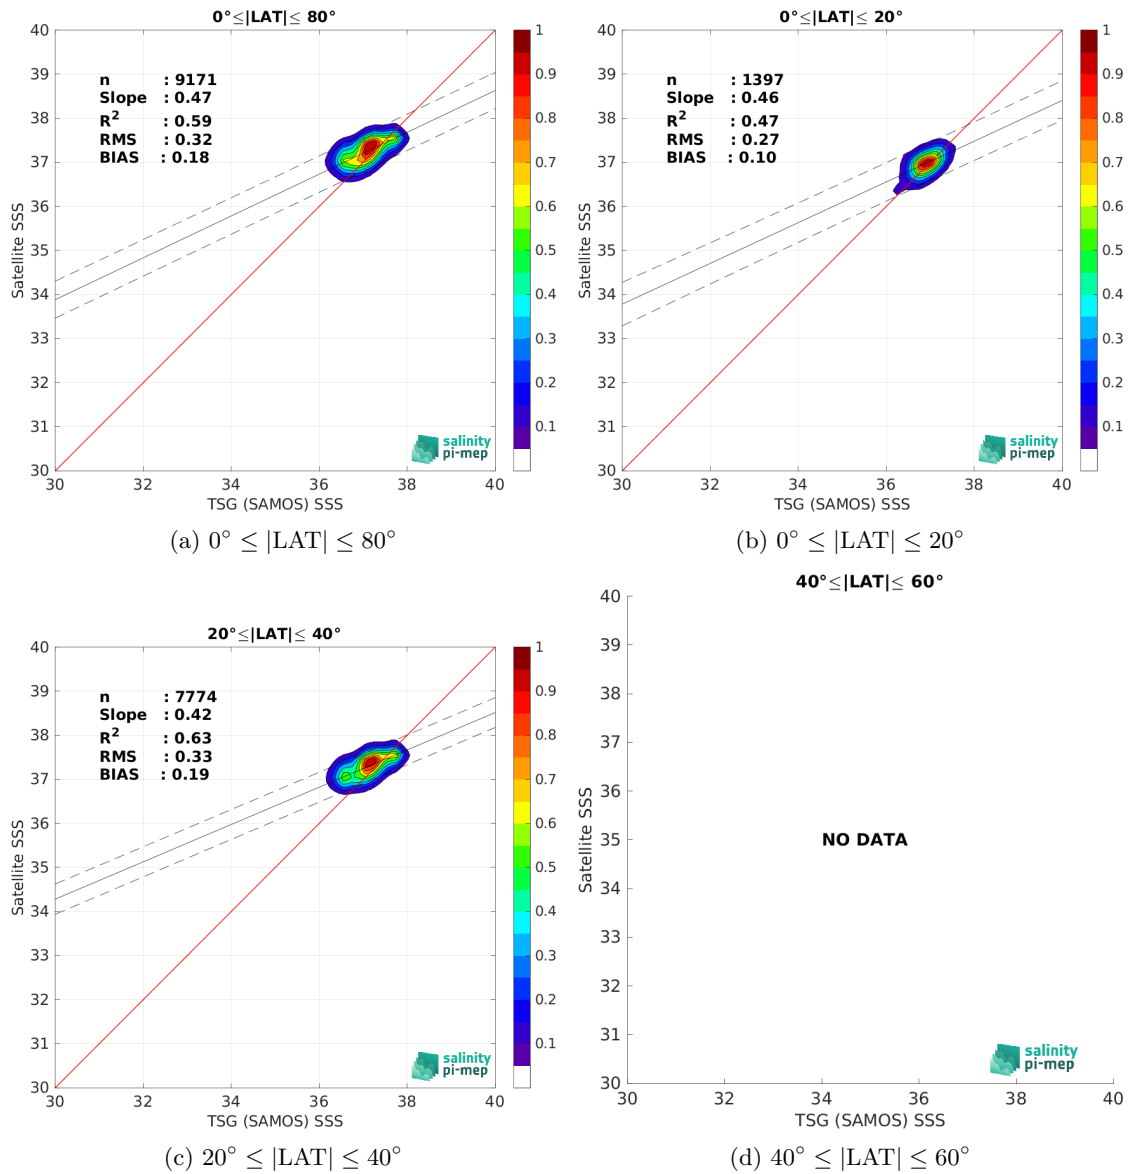 0°≤|LAT|≤ 80°
40
39
38
37
36
35
34
33
32
31
30
Satellite SSS
n : 9171
Slope : 0.47
R² : 0.59
RMS : 0.32
BIAS : 0.18
salinity
pi-mep
30 32 34 36 38 40
TSG (SAMOS) SSS
1
0.9
0.8
0.7
0.6
0.5
0.4
0.3
0.2
0.1
(a) 0° ≤ |LAT| ≤ 80°
0°≤|LAT|≤ 20°
40
39
38
37
36
35
34
33
32
31
30
Satellite SSS
n : 1397
Slope : 0.46
R² : 0.47
RMS : 0.27
BIAS : 0.10
salinity
pi-mep
30 32 34 36 38 40
TSG (SAMOS) SSS
1
0.9
0.8
0.7
0.6
0.5
0.4
0.3
0.2
0.1
(b) 0° ≤ |LAT| ≤ 20°
20°≤|LAT|≤ 40°
40
39
38
37
36
35
34
33
32
31
30
Satellite SSS
n : 7774
Slope : 0.42
R² : 0.63
RMS : 0.33
BIAS : 0.19
salinity
pi-mep
30 32 34 36 38 40
TSG (SAMOS) SSS
1
0.9
0.8
0.7
0.6
0.5
0.4
0.3
0.2
0.1
(c) 20° ≤ |LAT| ≤ 40°
40°≤|LAT|≤ 60°
40
39
38
37
36
35
34
33
32
31
30
Satellite SSS
NO DATA
salinity
pi-mep
30 32 34 36 38 40
TSG (SAMOS) SSS
(d) 40° ≤ |LAT| ≤ 60°